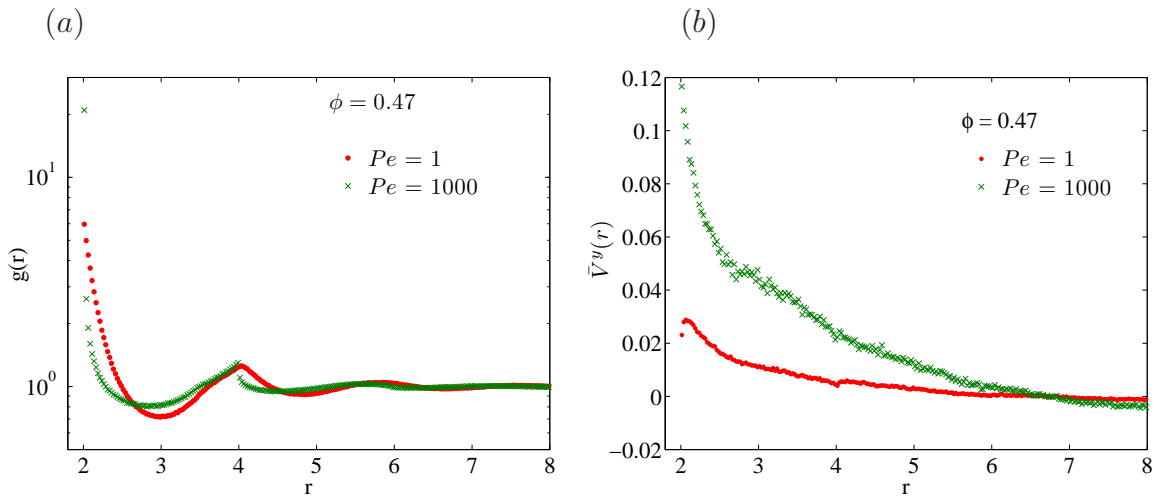 (a)
ϕ = 0.47
Pe = 1
Pe = 1000
10^1
10^0
g(r)
2 3 4 5 6 7 8
r
(b)
0.12
0.1
0.08
0.06
0.04
0.02
0
−0.02
V̄^y(r)
ϕ = 0.47
Pe = 1
Pe = 1000
2 3 4 5 6 7 8
r